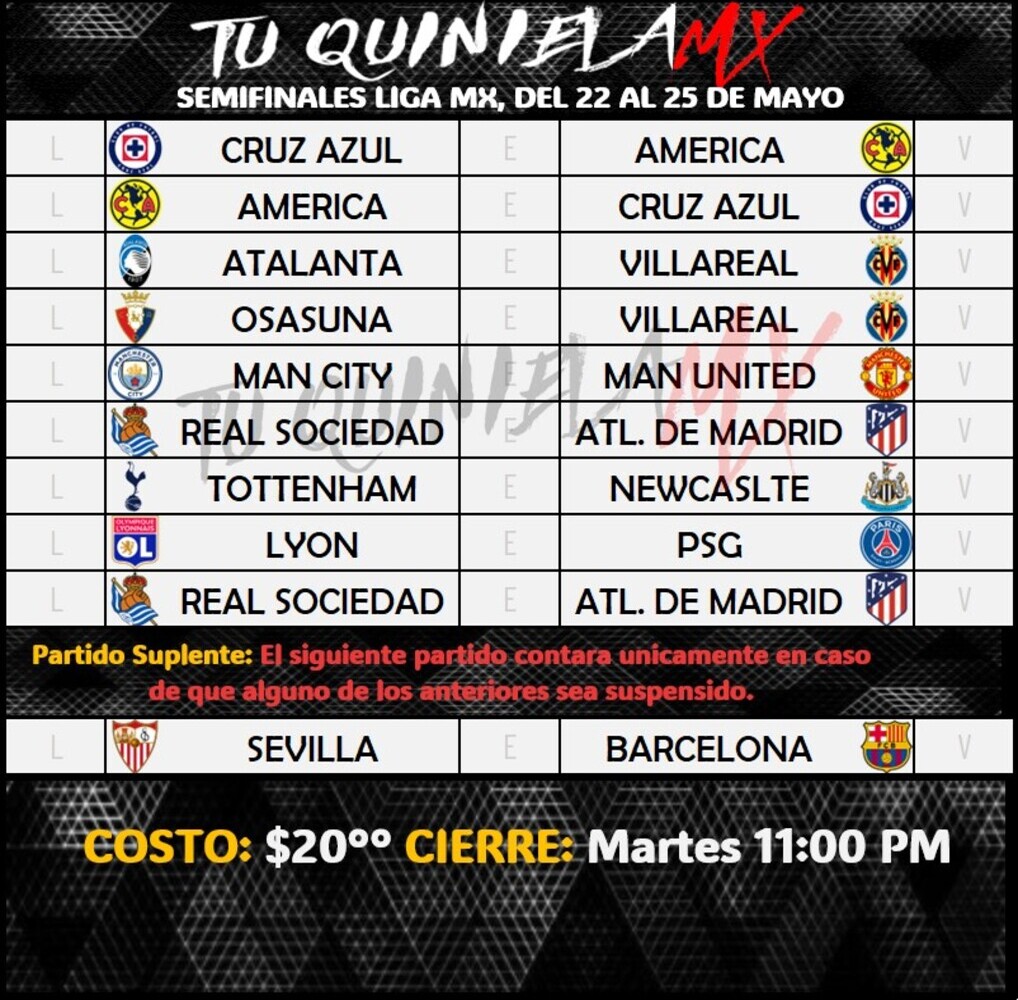 TU QUINIELAMX
SEMIFINALES LIGA MX, DEL 22 AL 25 DE MAYO
L CRUZ AZUL E AMERICA V
L AMERICA E CRUZ AZUL V
L ATALANTA E VILLAREAL V
L OSASUNA E VILLAREAL V
L MAN CITY E MAN UNITED V
L REAL SOCIEDAD E ATL. DE MADRID V
TU QUINIELAMX
L TOTTENHAM E NEWCASLTE V
L LYON E PSG V
L REAL SOCIEDAD E ATL. DE MADRID V
Partido Suplente: El siguiente partido contara unicamente en caso
de que alguno de los anteriores sea suspendido.
L SEVILLA E BARCELONA V
COSTO: $20°° CIERRE: Martes 11:00 PM